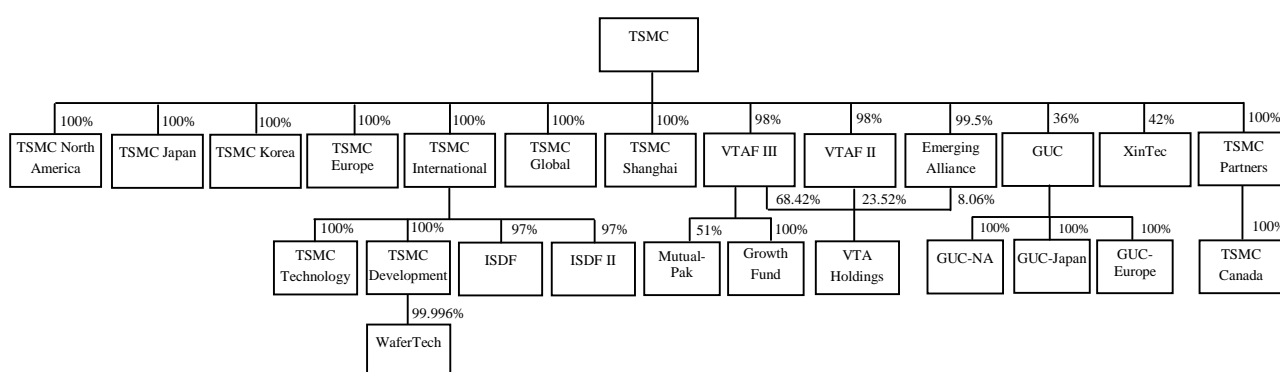 TSMC
100%
100%
100%
100%
100%
100%
100%
98%
98%
99.5%
36%
42%
100%
TSMC North
America
TSMC Japan
TSMC Korea
TSMC
Europe
TSMC
International
TSMC
Global
TSMC
Shanghai
VTAF III
VTAF II
Emerging
Alliance
GUC
XinTec
TSMC
Partners
68.42%
23.52%
8.06%
100%
100%
97%
97%
51%
100%
100%
100%
100%
100%
TSMC
Technology
TSMC
Development
ISDF
ISDF II
Mutual-
Pak
Growth
Fund
VTA
Holdings
GUC-NA
GUC-Japan
GUC-
Europe
TSMC
Canada
99.996%
WaferTech